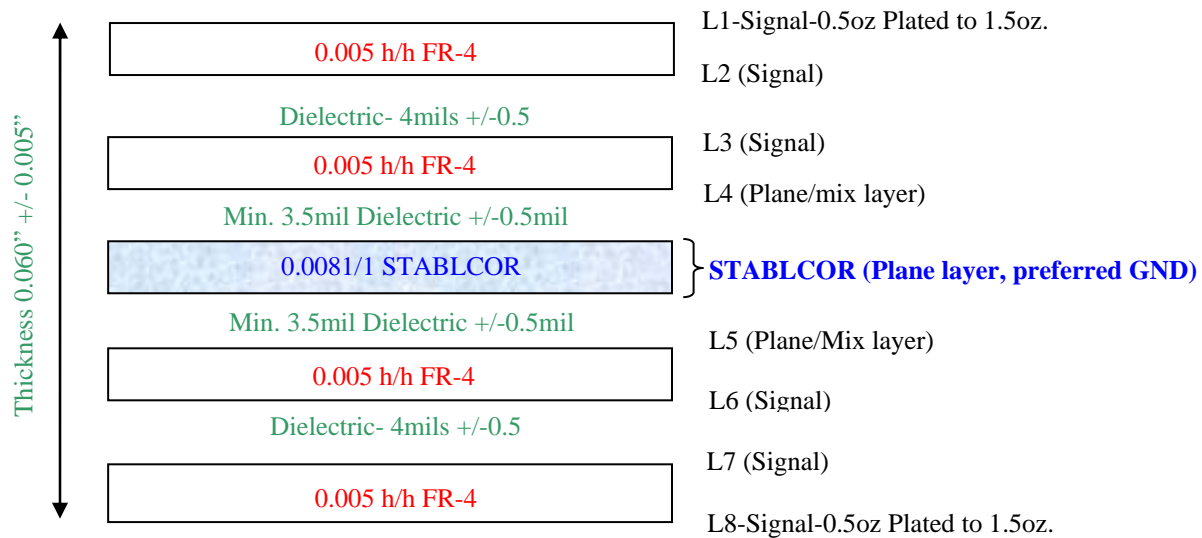 L1-Signal-0.5oz Plated to 1.5oz.
0.005 h/h FR-4
L2 (Signal)
Dielectric- 4mils +/-0.5
L3 (Signal)
0.005 h/h FR-4
L4 (Plane/mix layer)
Min. 3.5mil Dielectric +/-0.5mil
0.0081/1 STABLCOR
STABLCOR (Plane layer, preferred GND)
Min. 3.5mil Dielectric +/-0.5mil
L5 (Plane/Mix layer)
0.005 h/h FR-4
L6 (Signal)
Dielectric- 4mils +/-0.5
L7 (Signal)
0.005 h/h FR-4
L8-Signal-0.5oz Plated to 1.5oz.
Thickness 0.060” +/- 0.005”